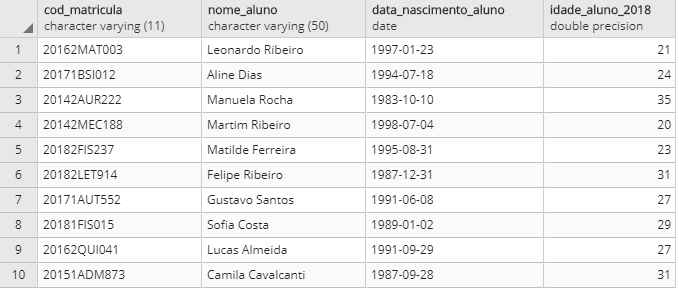 cod_matricula nome_aluno data_nascimento_aluno idade_aluno_2018
character varying (11) character varying (50) date double precision
1 20162MAT003 Leonardo Ribeiro 1997-01-23 21
2 20171BSI012 Aline Dias 1994-07-18 24
3 20142AUR222 Manuela Rocha 1983-10-10 35
4 20142MEC188 Martim Ribeiro 1998-07-04 20
5 20182FIS237 Matilde Ferreira 1995-08-31 23
6 20182LET914 Felipe Ribeiro 1987-12-31 31
7 20171AUT552 Gustavo Santos 1991-06-08 27
8 20181FIS015 Sofia Costa 1989-01-02 29
9 20162QUI041 Lucas Almeida 1991-09-29 27
10 20151ADM873 Camila Cavalcanti 1987-09-28 31